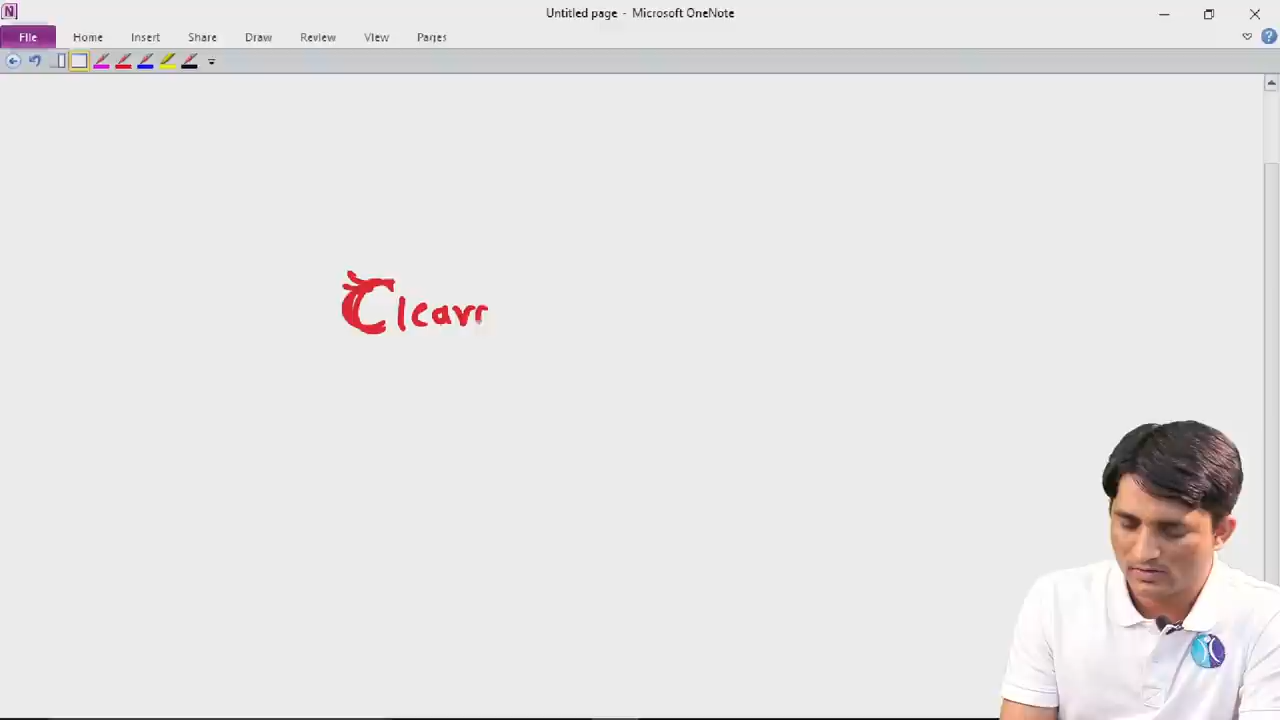 Untitled page - Microsoft OneNote
File Home Insert Share Draw Review View Pages
Clearr